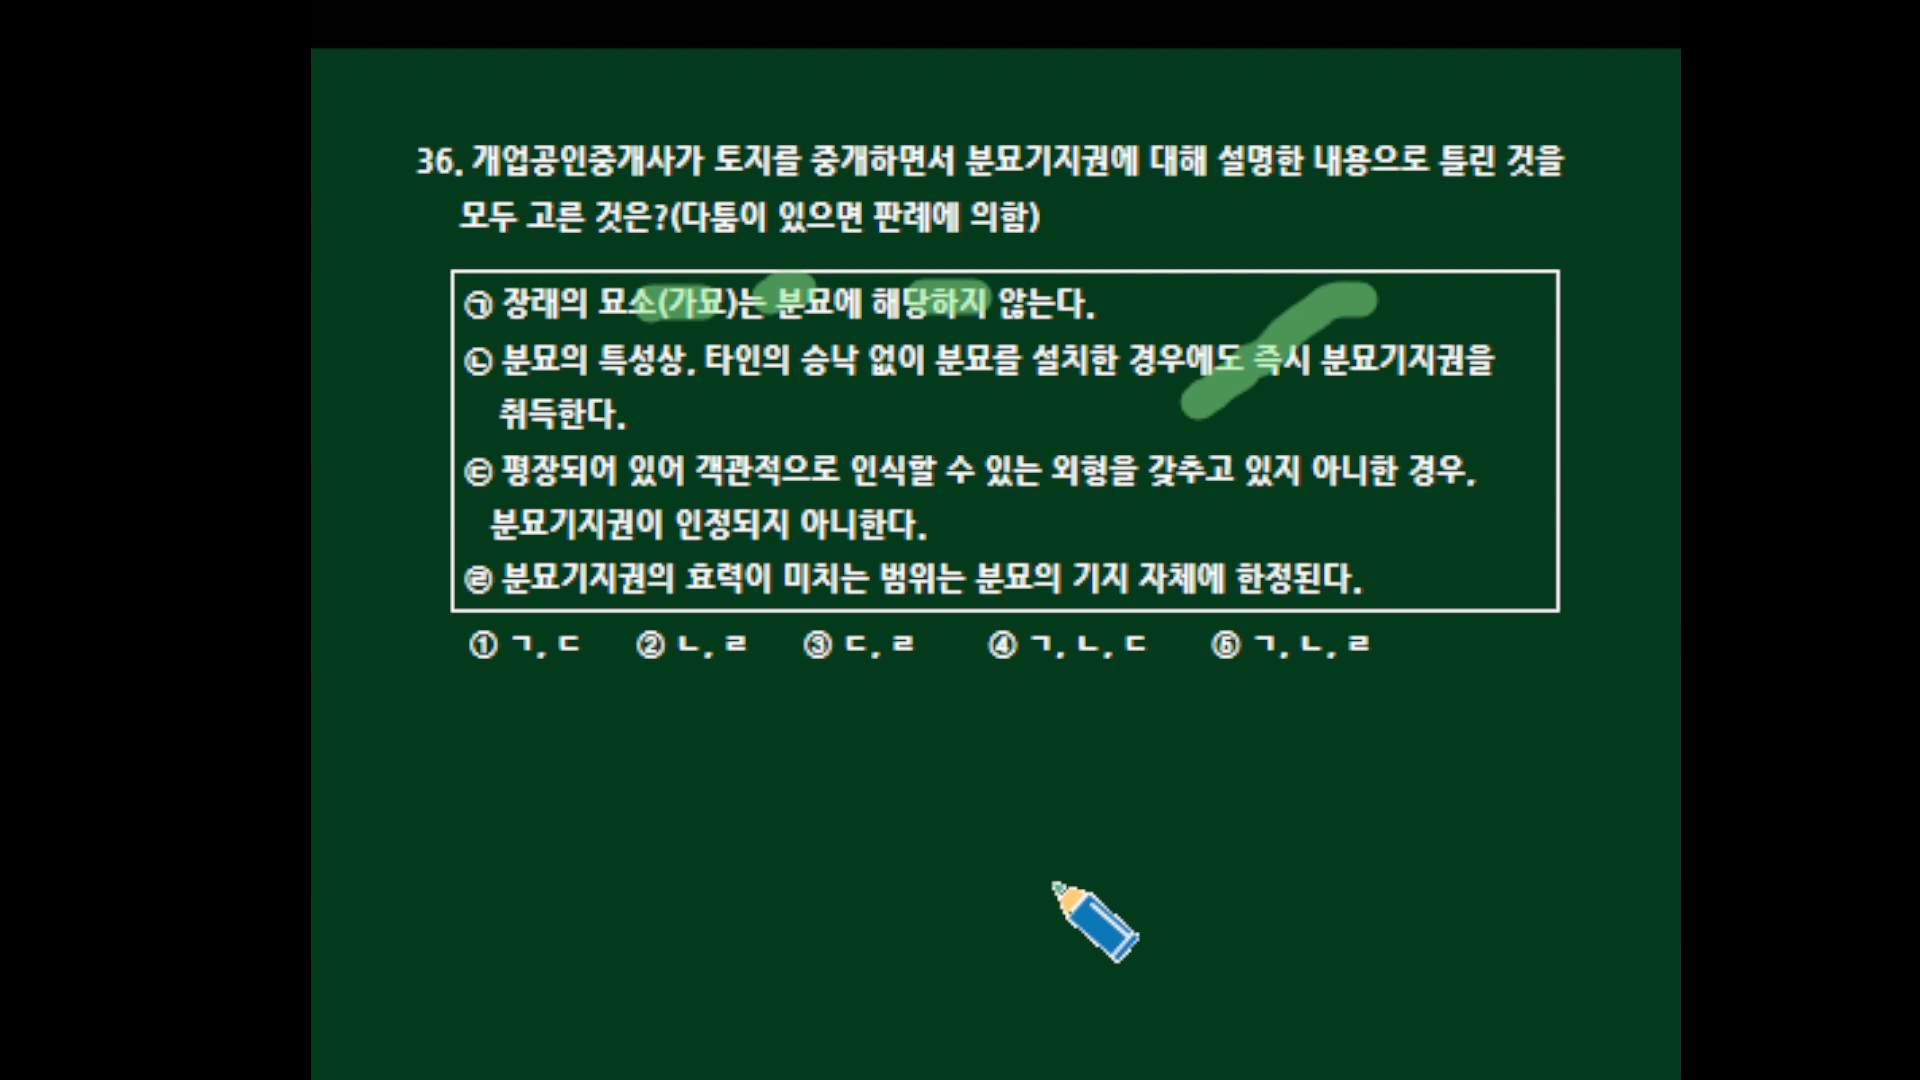 36. 개업공인중개사가 토지를 중개하면서 분묘기지권에 대해 설명한 내용으로 틀린 것을
모두 고른 것은?(다툼이 있으면 판례에 의함)
㉠ 장래의 묘소(가묘)는 분묘에 해당하지 않는다.
㉡ 분묘의 특성상, 타인의 승낙 없이 분묘를 설치한 경우에도 즉시 분묘기지권을
취득한다.
㉢ 평장되어 있어 객관적으로 인식할 수 있는 외형을 갖추고 있지 아니한 경우,
분묘기지권이 인정되지 아니한다.
㉣ 분묘기지권의 효력이 미치는 범위는 분묘의 기지 자체에 한정된다.
① ㄱ, ㄷ ② ㄴ, ㄹ ③ ㄷ, ㄹ ④ ㄱ, ㄴ, ㄷ ⑤ ㄱ, ㄴ, ㄹ